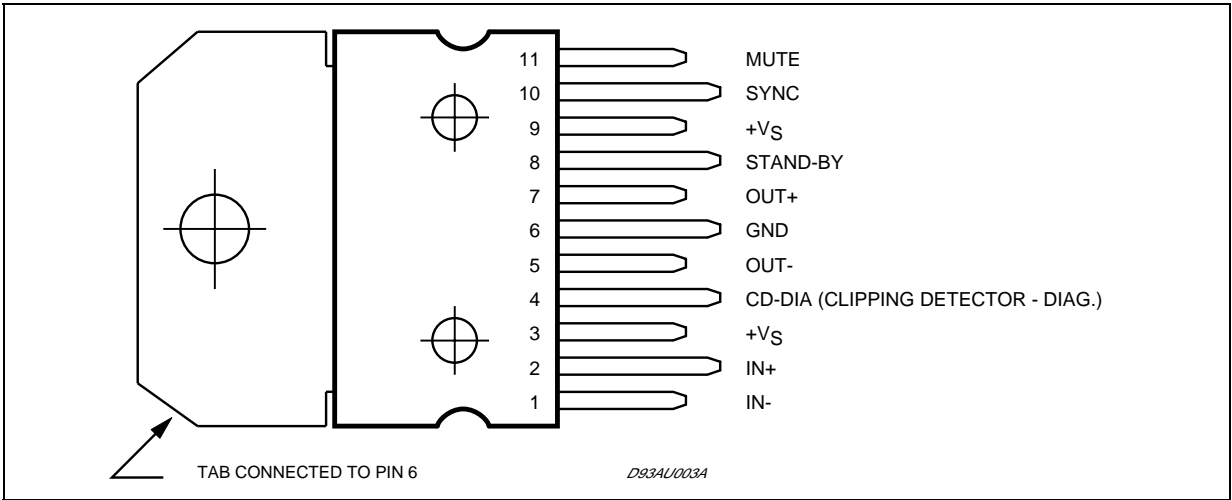 11 MUTE
10 SYNC
9 +VS
8 STAND-BY
7 OUT+
6 GND
5 OUT-
4 CD-DIA (CLIPPING DETECTOR - DIAG.)
3 +VS
2 IN+
1 IN-
TAB CONNECTED TO PIN 6
D93AU003A